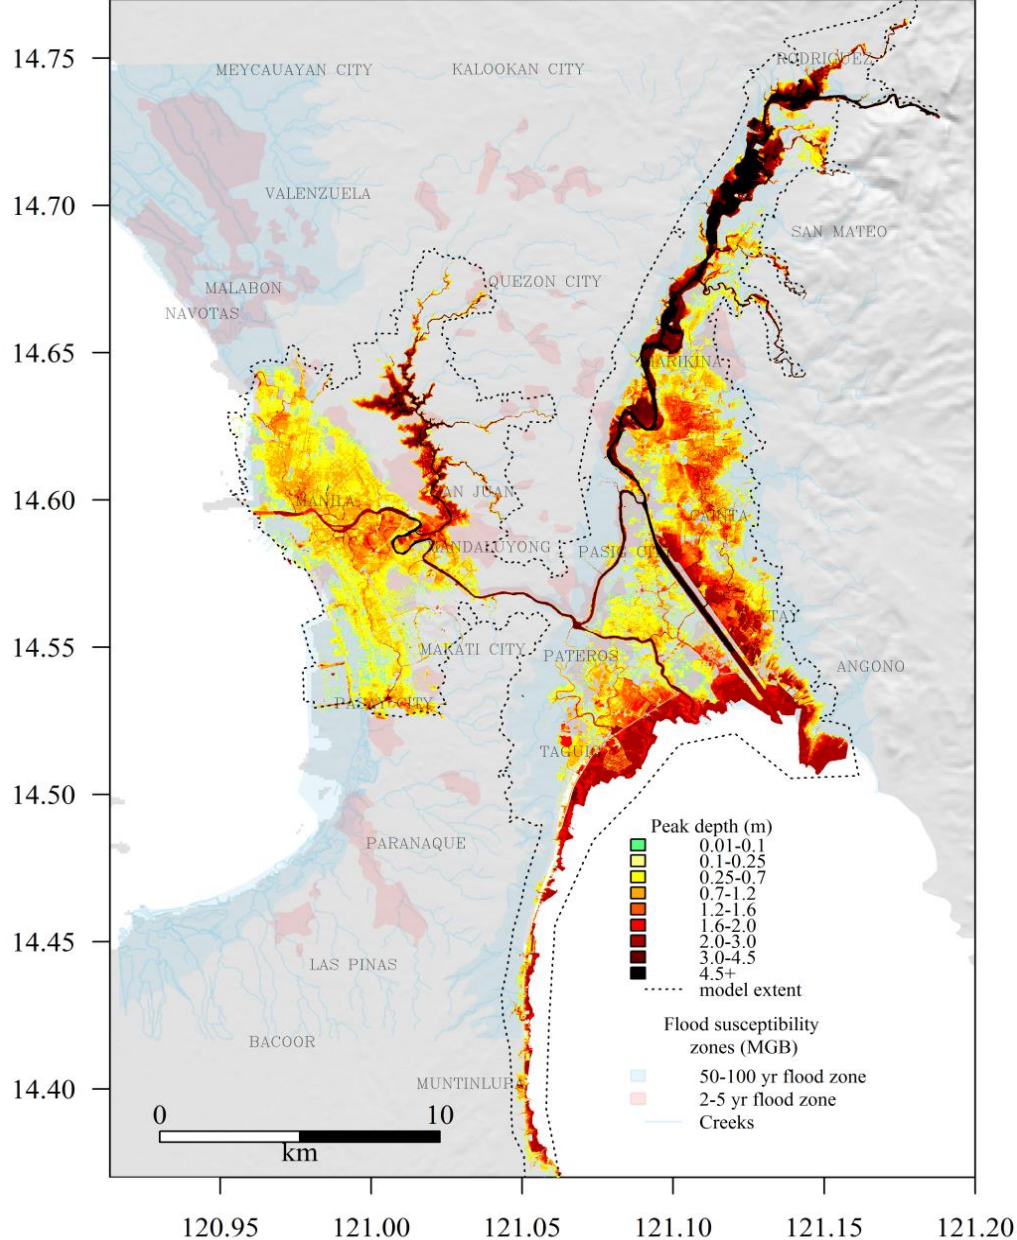 14.75
14.70
14.65
14.60
14.55
14.50
14.45
14.40
RODRIGUEZ
MEYCAUAYAN CITY
KALOOKAN CITY
VALENZUELA
SAN MATEO
QUEZON CITY
MALABON
NAVOTAS
MANILA
CAINTA
PASIG CITY
MAKATI CITY
PATEROS
ANGONO
PARANAQUE
LAS PINAS
BACOOR
MUNTINLUPA
Peak depth (m)
0.01-0.1
0.1-0.25
0.25-0.7
0.7-1.2
1.2-1.6
1.6-2.0
2.0-3.0
3.0-4.5
4.5+
model extent
Flood susceptibility
zones (MGB)
50-100 yr flood zone
2-5 yr flood zone
Creeks
0 10
km
120.95 121.00 121.05 121.10 121.15 121.20